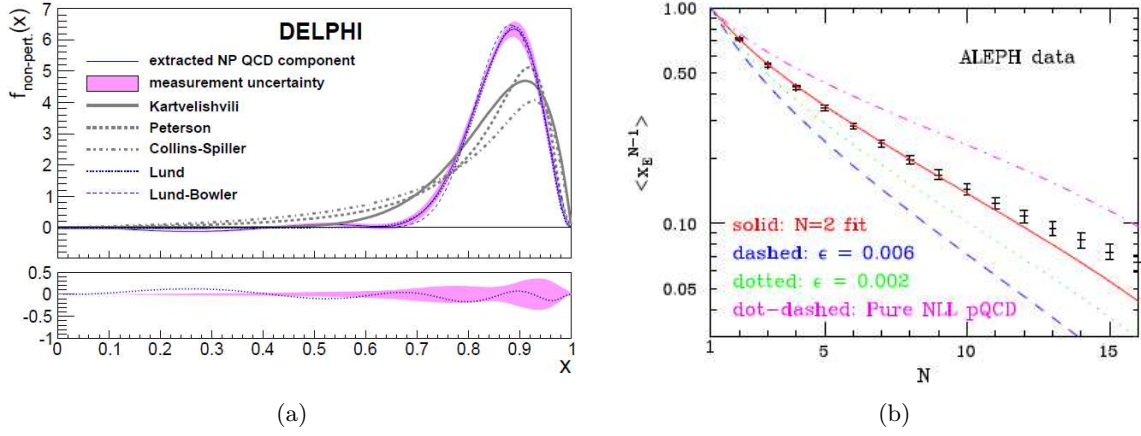 f_non-pert.(x)
7
6
5
4
3
2
1
0
DELPHI
extracted NP QCD component
measurement uncertainty
Kartvelishvili
Peterson
Collins-Spiller
Lund
Lund-Bowler
0.5
0
-0.5
-1
0 0.1 0.2 0.3 0.4 0.5 0.6 0.7 0.8 0.9 1
x
(a)
<x_E^N-1>
1.00
0.50
0.10
0.05
ALEPH data
solid: N=2 fit
dashed: ϵ = 0.006
dotted: ϵ = 0.002
dot-dashed: Pure NLL pQCD
1 5 10 15
N
(b)